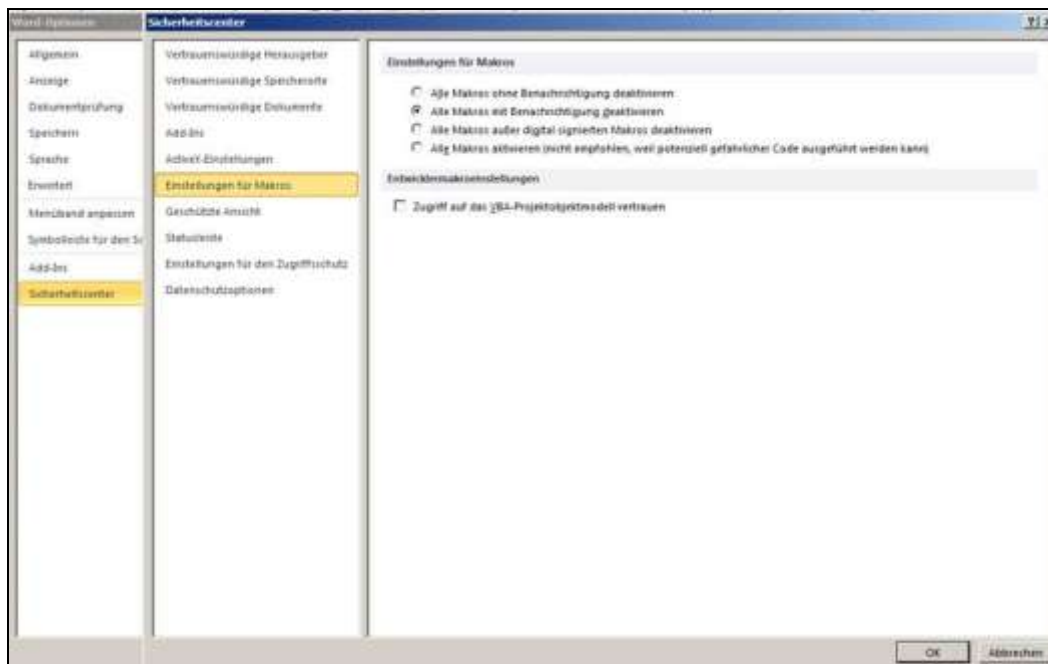 Word-Optionen
Sicherheitscenter
Allgemein
Anzeige
Dokumentprüfung
Speichern
Sprache
Erweitert
Menüband anpassen
Symbolleiste für den Sc
Add-Ins
Sicherheitscenter
Vertrauenswürdige Herausgeber
Vertrauenswürdige Speicherorte
Vertrauenswürdige Dokumente
Add-Ins
ActiveX-Einstellungen
Einstellungen für Makros
Geschützte Ansicht
Statusleiste
Einstellungen für den Zugriffsschutz
Datenschutzoptionen
Einstellungen für Makros
Alle Makros ohne Benachrichtigung deaktivieren
Alle Makros mit Benachrichtigung deaktivieren
Alle Makros außer digital signierten Makros deaktivieren
Alle Makros aktivieren (nicht empfohlen, weil potenziell gefährlicher Code ausgeführt werden kann)
Entwicklermakroeinstellungen
Zugriff auf das VBA-Projektobjektmodell vertrauen
OK
Abbrechen